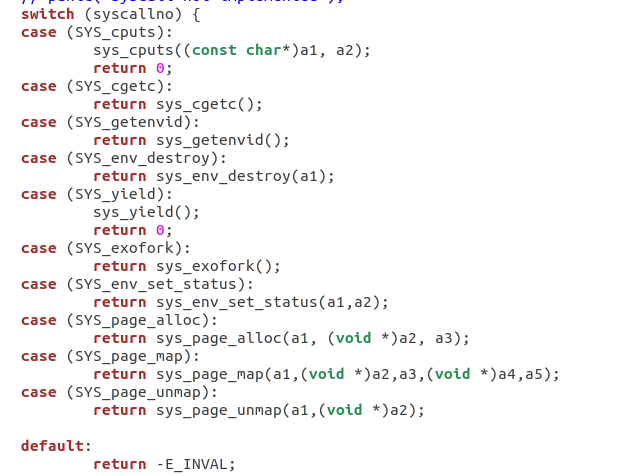 switch (syscallno) {
case (SYS_cputs):
        sys_cputs((const char*)a1, a2);
        return 0;
case (SYS_cgetc):
        return sys_cgetc();
case (SYS_getenvid):
        return sys_getenvid();
case (SYS_env_destroy):
        return sys_env_destroy(a1);
case (SYS_yield):
        sys_yield();
        return 0;
case (SYS_exofork):
        return sys_exofork();
case (SYS_env_set_status):
        return sys_env_set_status(a1,a2);
case (SYS_page_alloc):
        return sys_page_alloc(a1, (void *)a2, a3);
case (SYS_page_map):
        return sys_page_map(a1,(void *)a2,a3,(void *)a4,a5);
case (SYS_page_unmap):
        return sys_page_unmap(a1,(void *)a2);
default:
        return -E_INVAL;